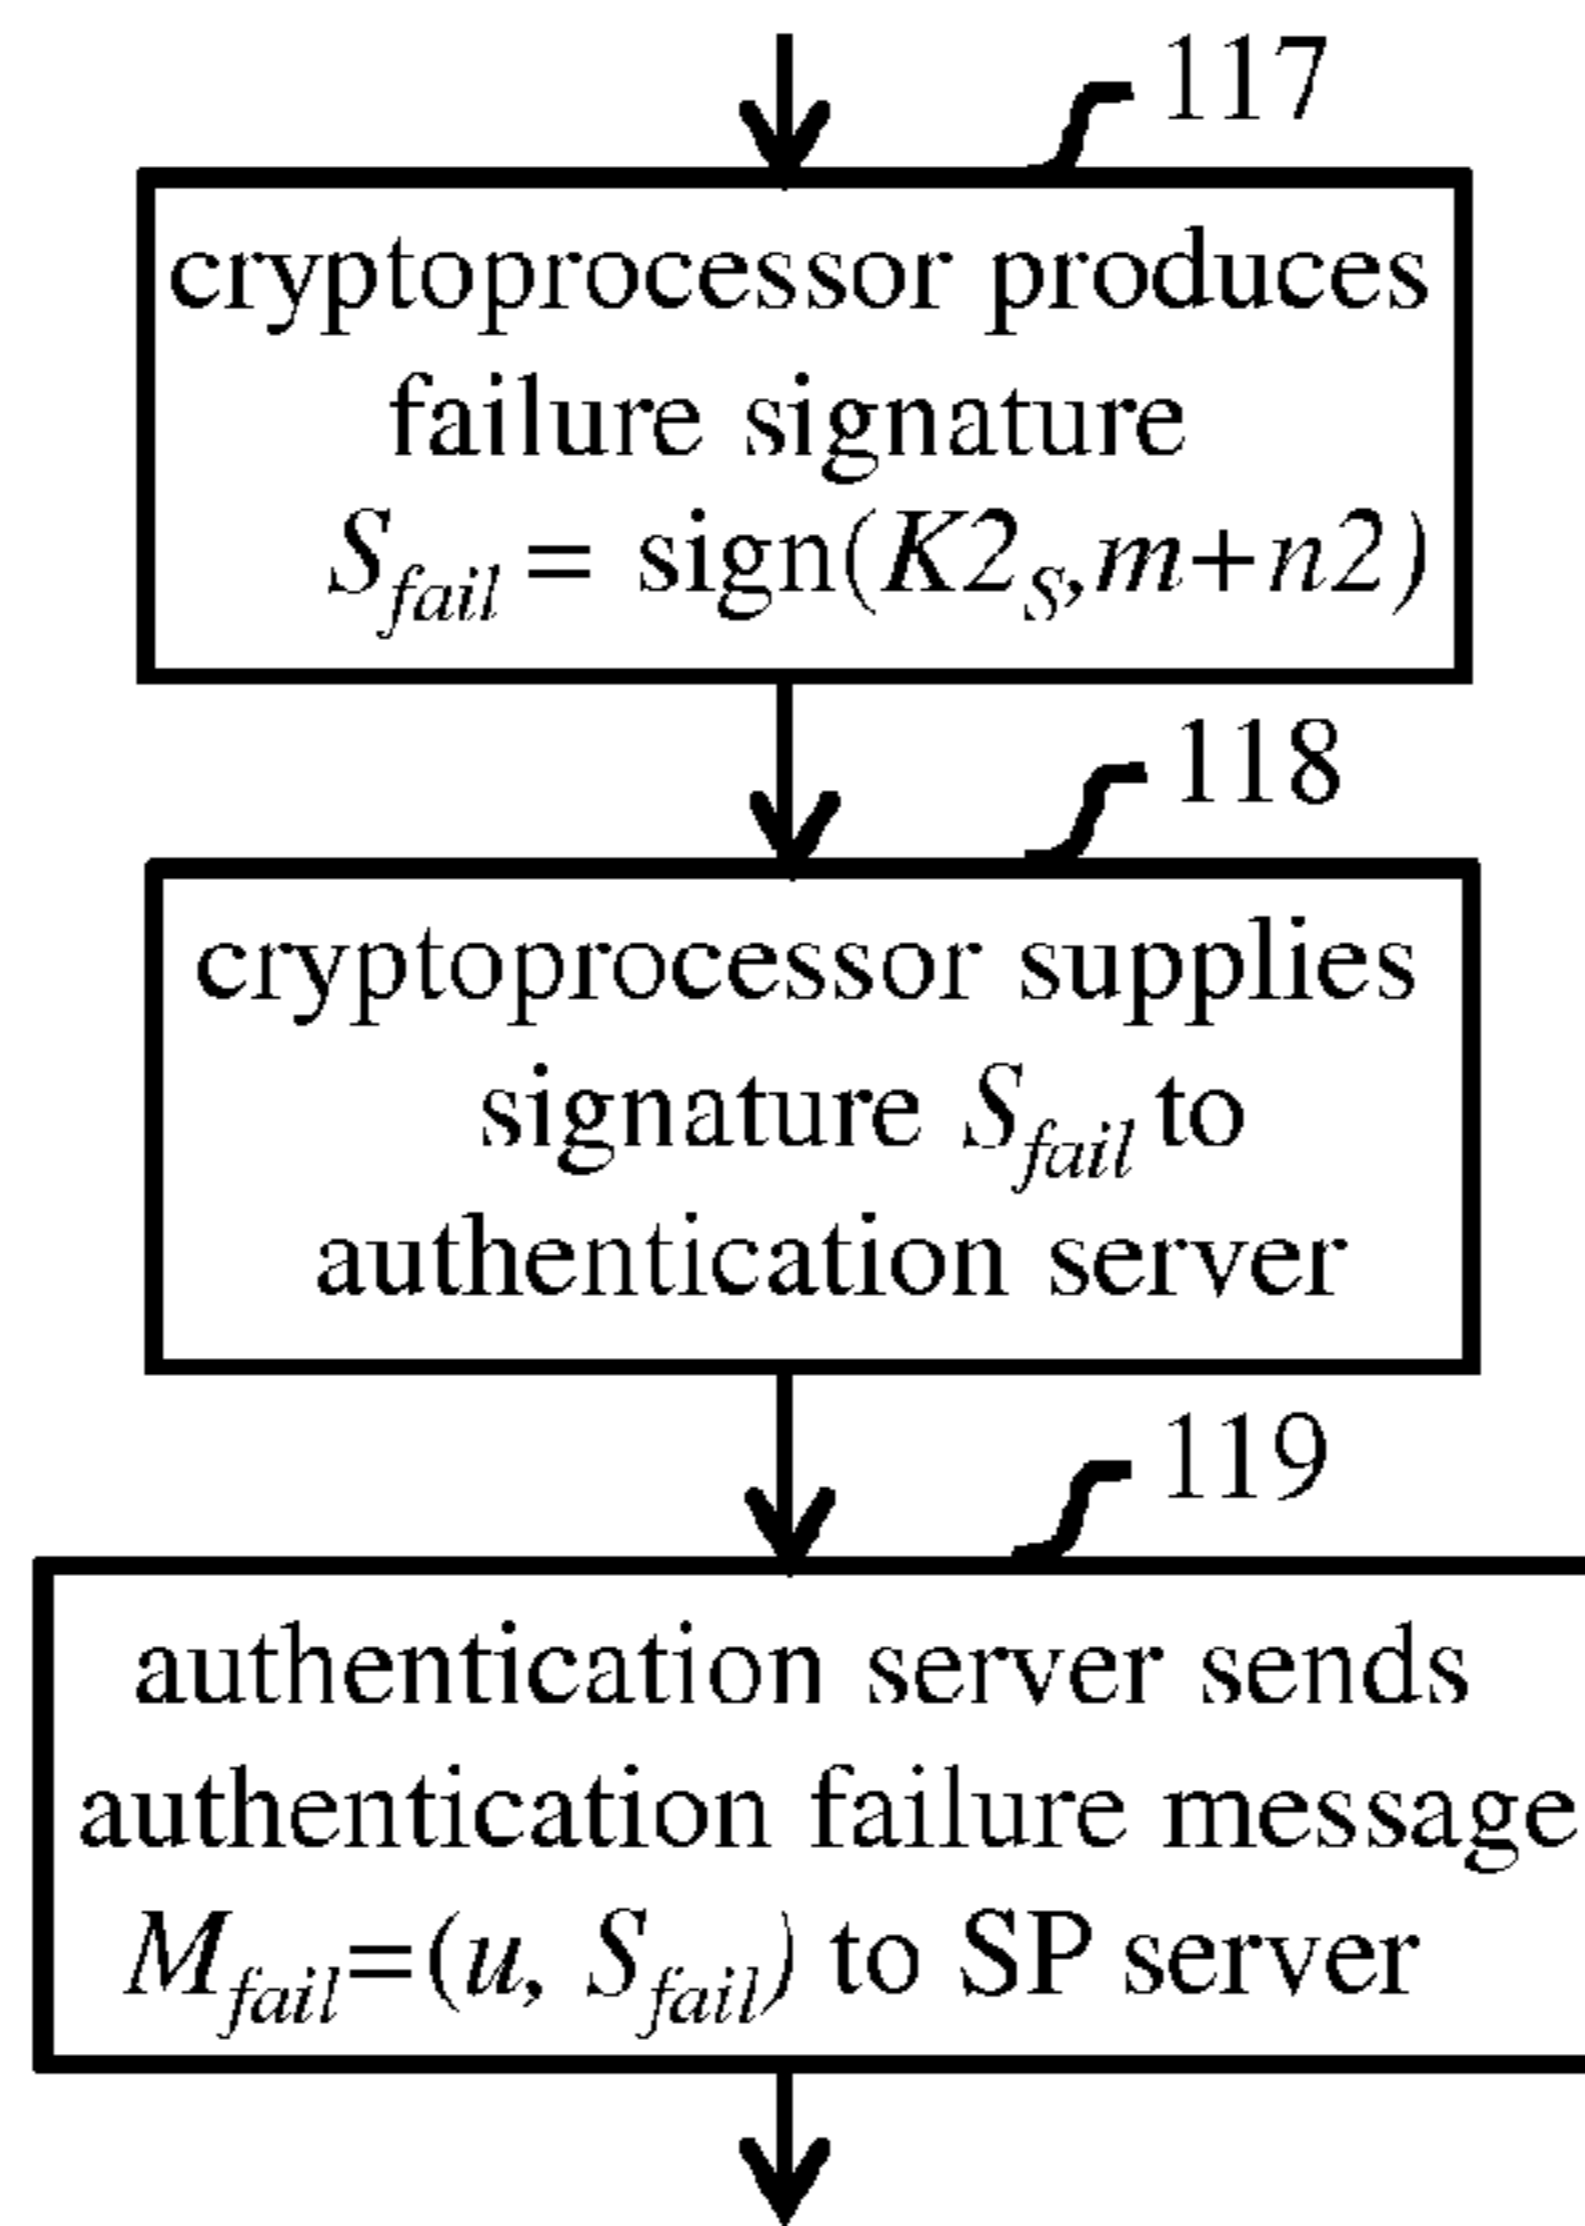 117
cryptoprocessor produces
failure signature
S_fail = sign(K2_s,m+n2)
118
cryptoprocessor supplies
signature S_fail to
authentication server
119
authentication server sends
authentication failure message
M_fail=(u, S_fail) to SP server